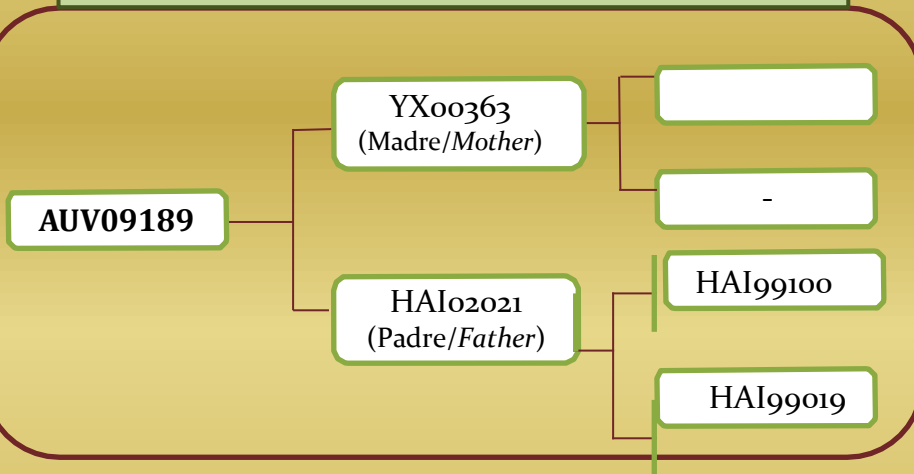 YX00363
(Madre/Mother)
-
AUV09189
HAI99100
HAI02021
(Padre/Father)
HAI99019